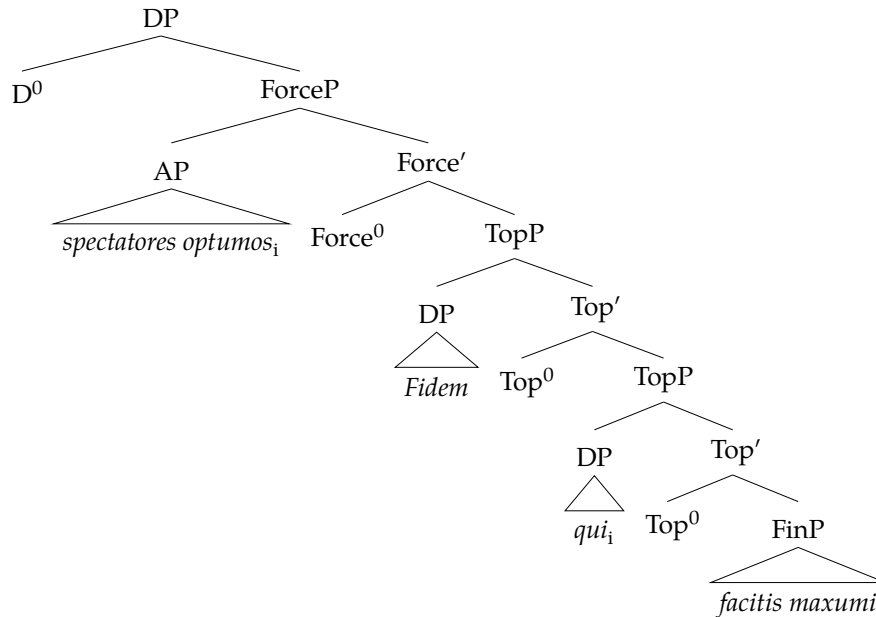 DP
D⁰ ForceP
AP Force′
spectatores optumosᵢ Force⁰ TopP
DP Top′
Fidem Top⁰ TopP
DP Top′
quiᵢ Top⁰ FinP
facitis maxumi